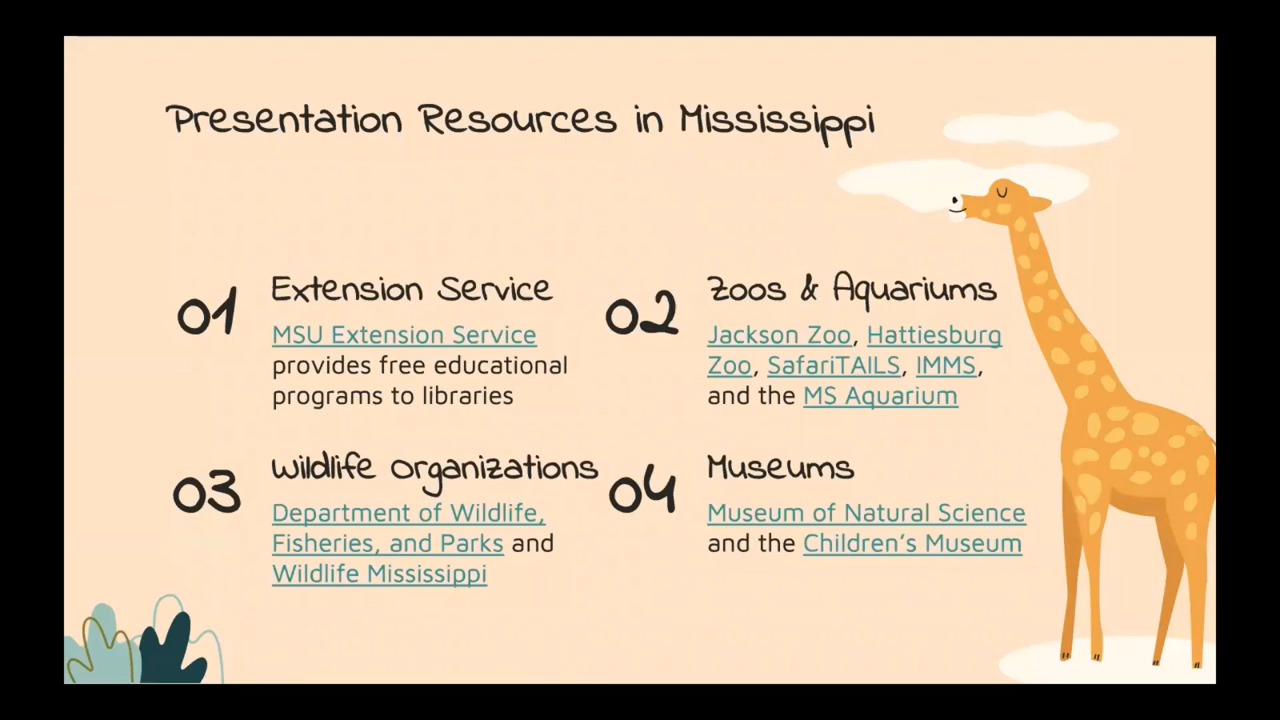 Presentation Resources in Mississippi
01
Extension Service
MSU Extension Service
provides free educational
programs to libraries
02
Zoos & Aquariums
Jackson Zoo, Hattiesburg
Zoo, SafariTAILS, IMMS,
and the MS Aquarium
03
Wildlife Organizations
Department of Wildlife,
Fisheries, and Parks and
Wildlife Mississippi
04
Museums
Museum of Natural Science
and the Children's Museum